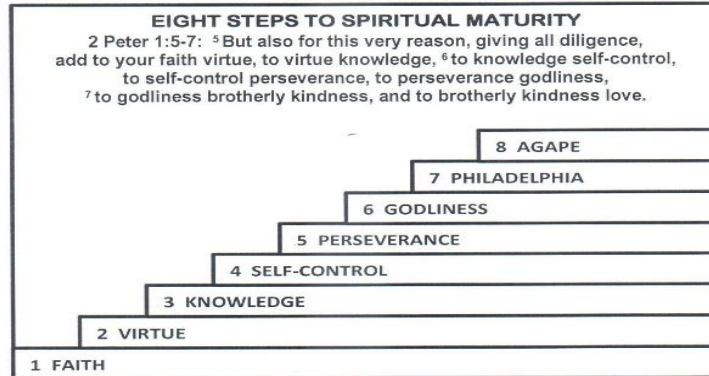 EIGHT STEPS TO SPIRITUAL MATURITY
2 Peter 1:5-7: ⁵ But also for this very reason, giving all diligence,
add to your faith virtue, to virtue knowledge, ⁶ to knowledge self-control,
to self-control perseverance, to perseverance godliness,
⁷ to godliness brotherly kindness, and to brotherly kindness love.
8 AGAPE
7 PHILADELPHIA
6 GODLINESS
5 PERSEVERANCE
4 SELF-CONTROL
3 KNOWLEDGE
2 VIRTUE
1 FAITH